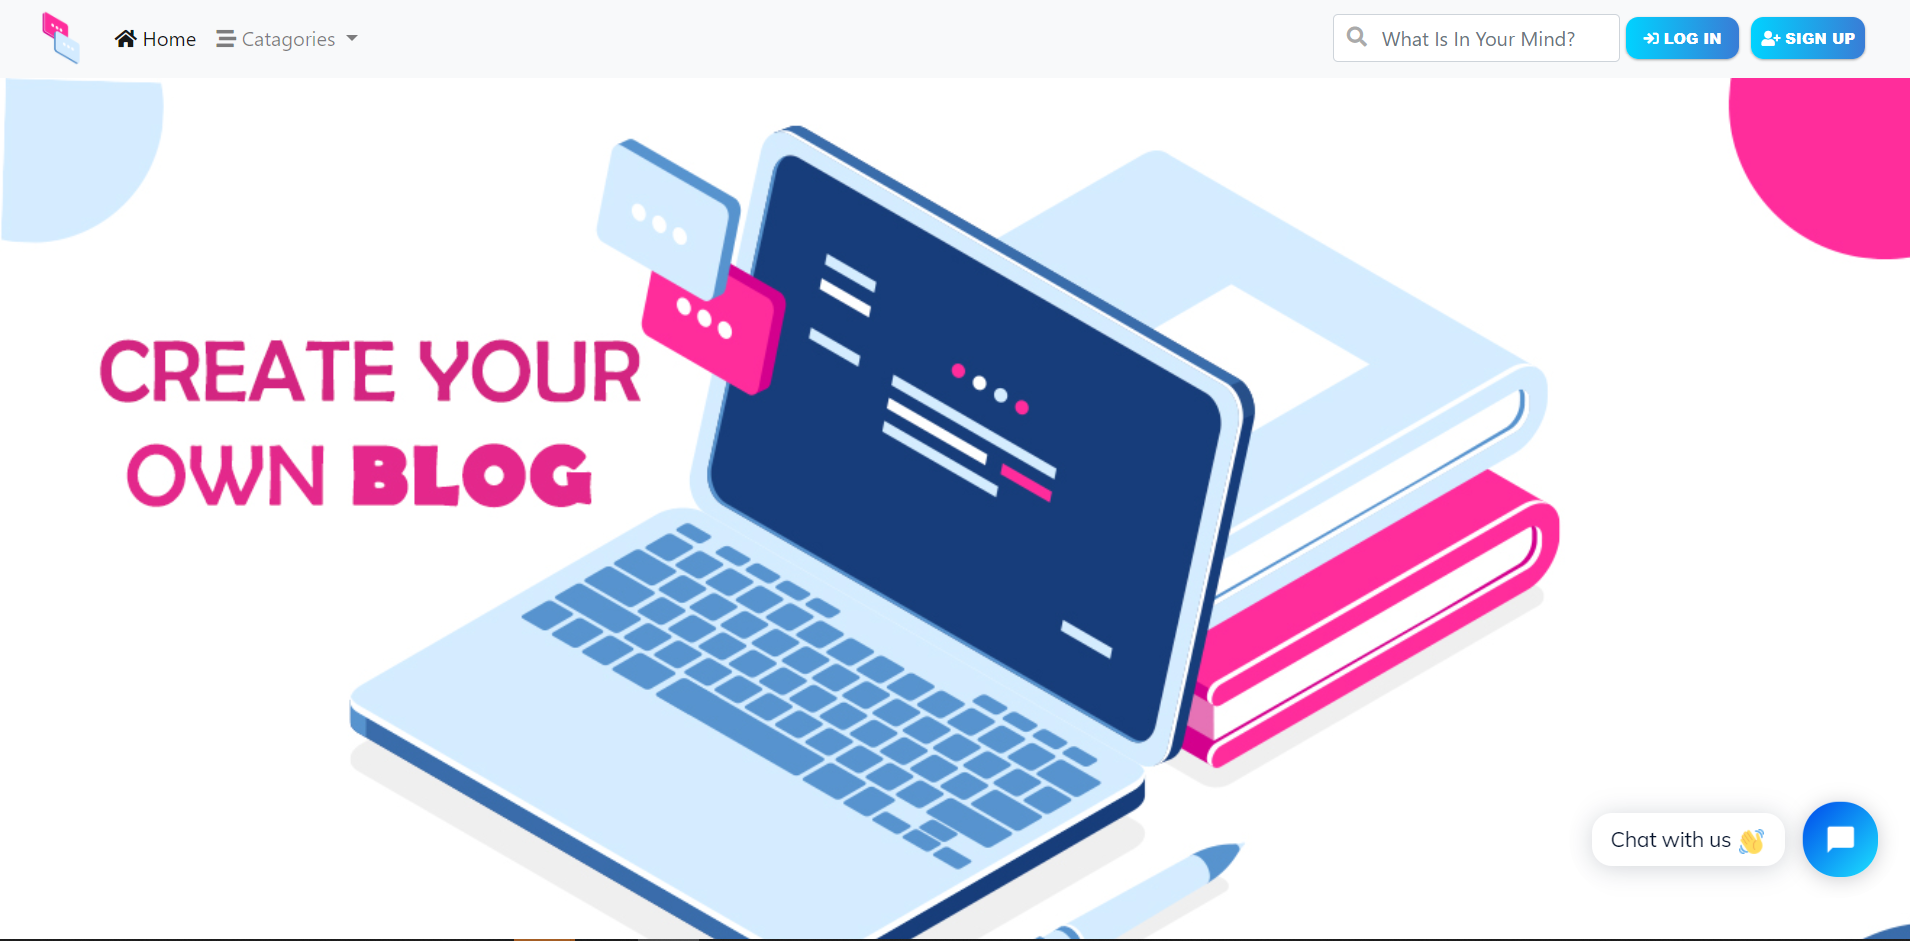 Home
Catagories
What Is In Your Mind?
LOG IN
SIGN UP
CREATE YOUR
OWN BLOG
Chat with us 👋